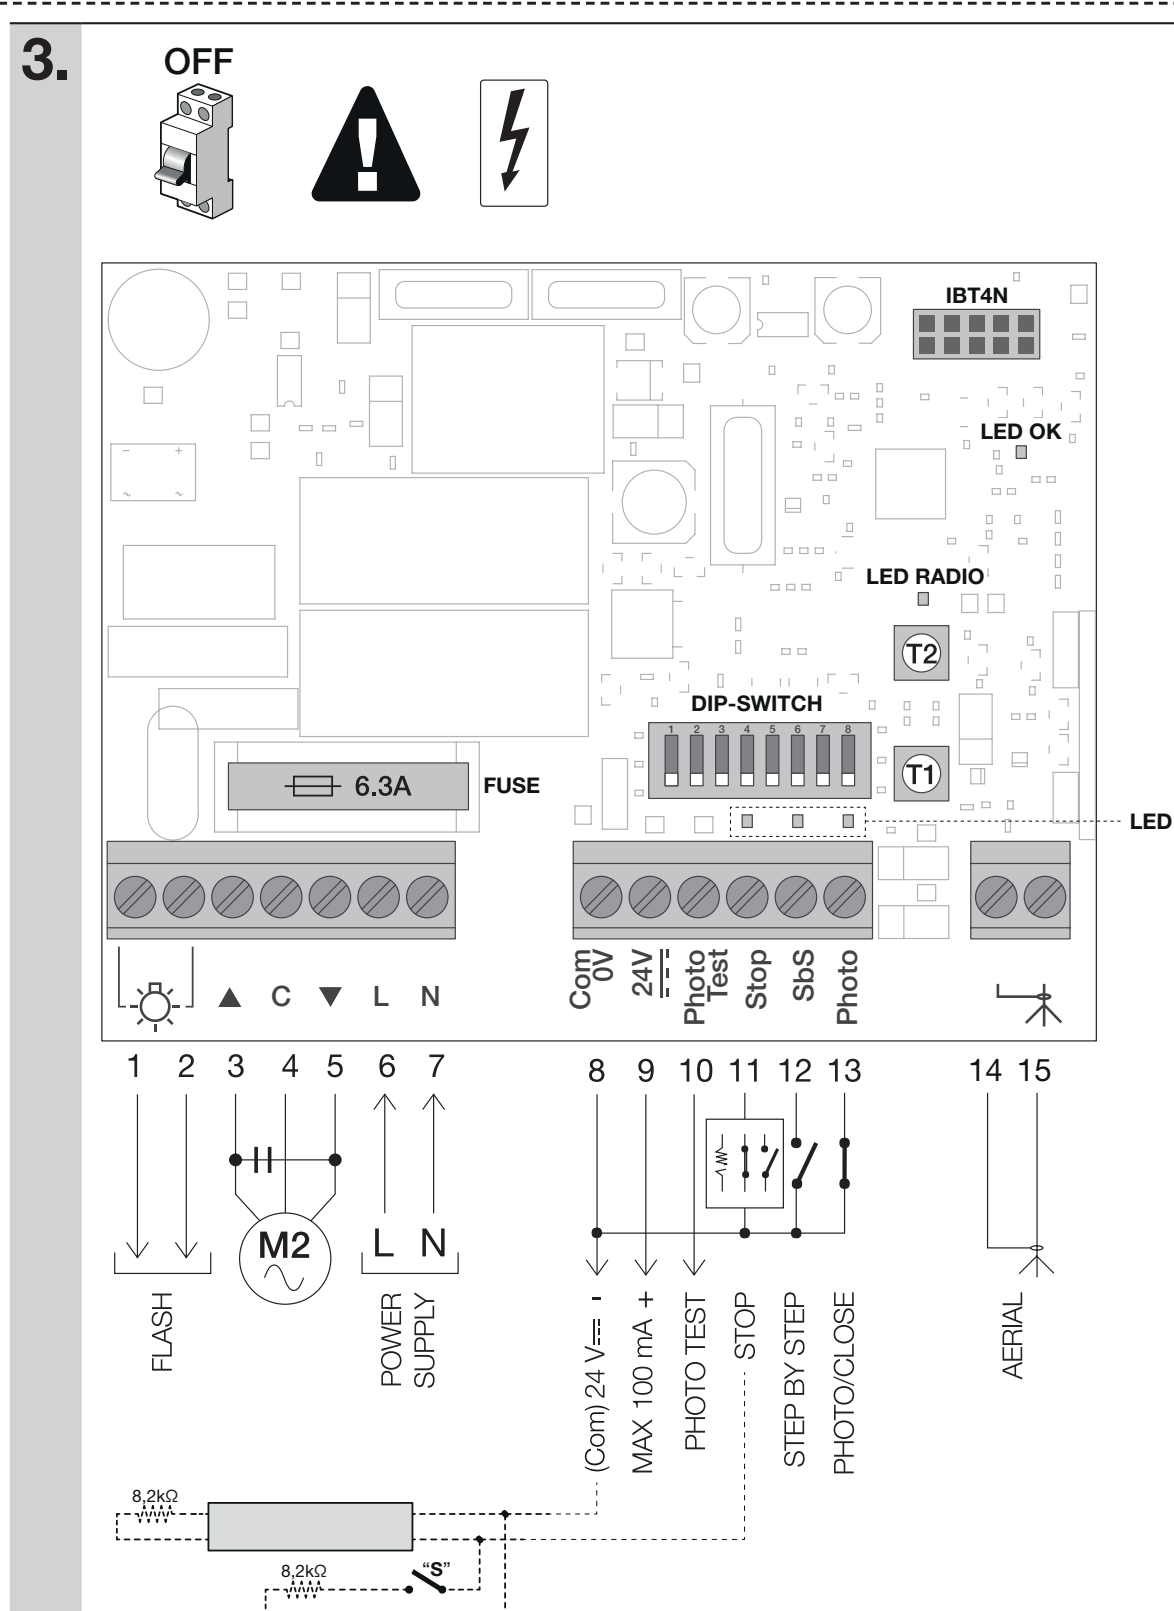 3.
OFF
IBT4N
LED OK
LED RADIO
T2
DIP-SWITCH
1 2 3 4 5 6 7 8
T1
6.3A
FUSE
LED
- +
~ ~
▲ C ▼ L N
Com 0V
24V
Photo Test
Stop
SbS
Photo
1 2 3 4 5 6 7 8 9 10 11 12 13 14 15
M2
L N
FLASH
POWER SUPPLY
(Com) 24 V -
MAX 100 mA +
PHOTO TEST
STOP
STEP BY STEP
PHOTO/CLOSE
AERIAL
8,2kΩ
8,2kΩ
“S”